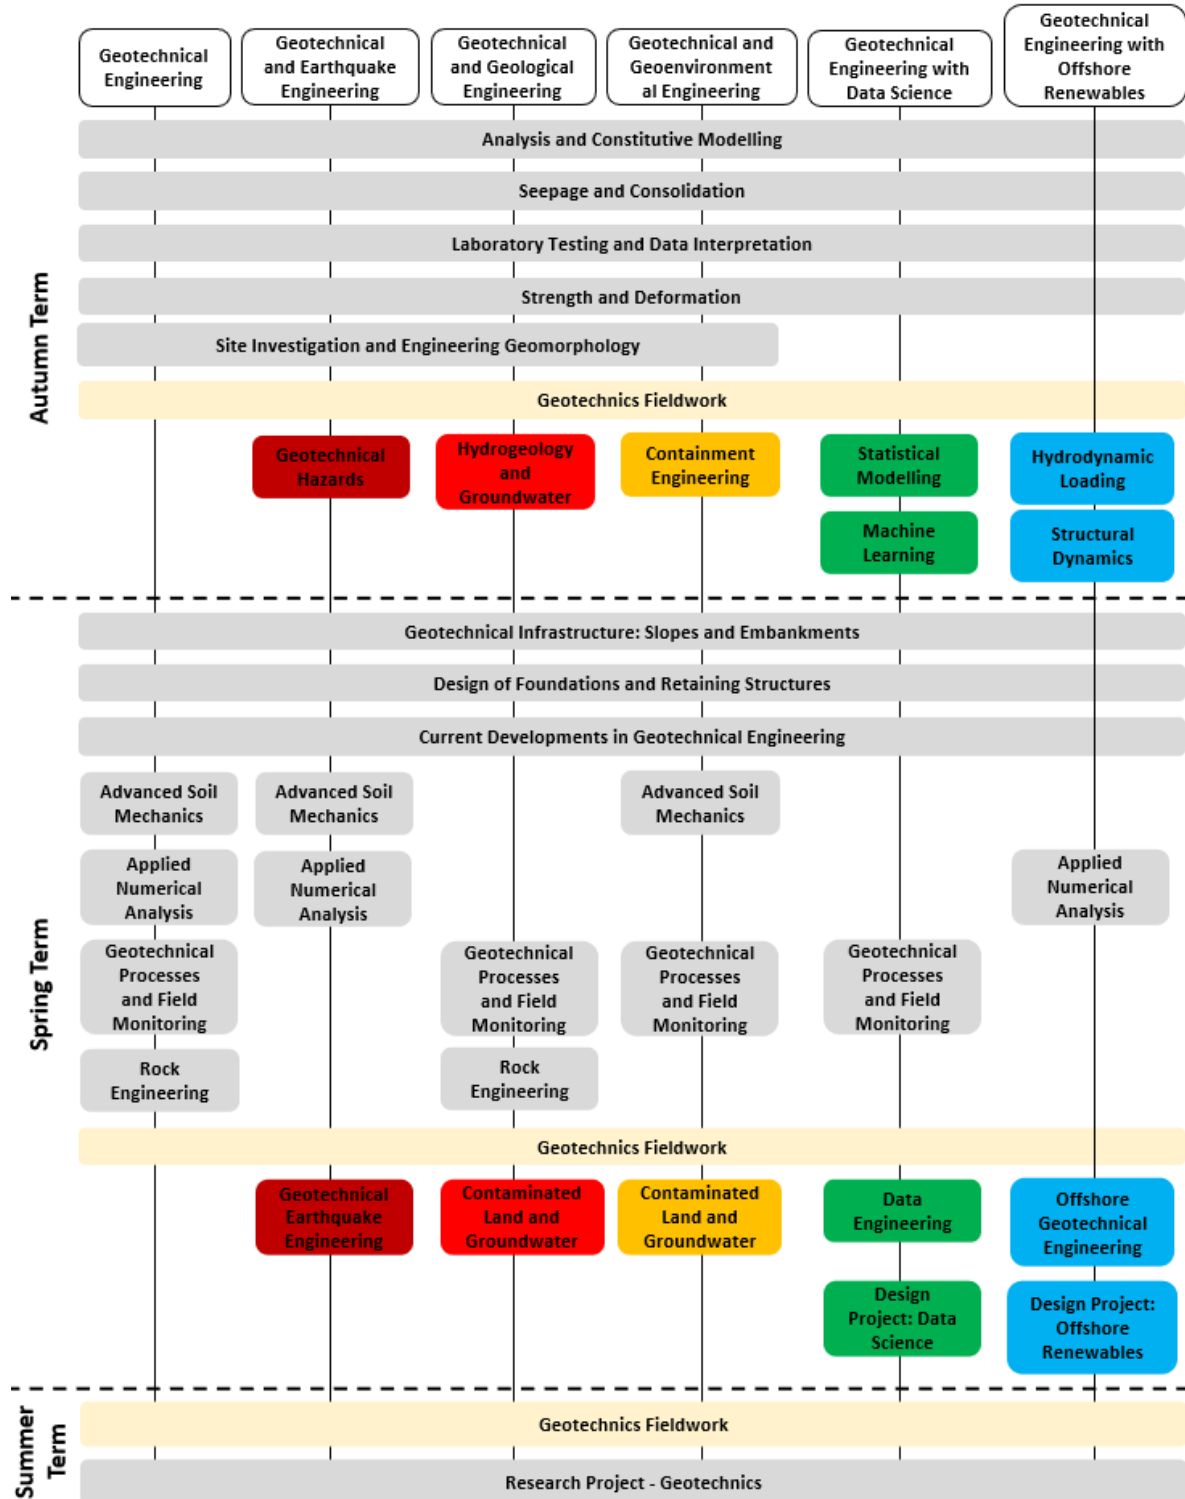 Geotechnical
Engineering
Geotechnical
and Earthquake
Engineering
Geotechnical
and Geological
Engineering
Geotechnical and
Geoenvironment
al Engineering
Geotechnical
Engineering with
Data Science
Geotechnical
Engineering with
Offshore
Renewables
Autumn Term
Analysis and Constitutive Modelling
Seepage and Consolidation
Laboratory Testing and Data Interpretation
Strength and Deformation
Site Investigation and Engineering Geomorphology
Geotechnics Fieldwork
Geotechnical
Hazards
Hydrogeology
and
Groundwater
Containment
Engineering
Statistical
Modelling
Hydrodynamic
Loading
Machine
Learning
Structural
Dynamics
Spring Term
Geotechnical Infrastructure: Slopes and Embankments
Design of Foundations and Retaining Structures
Current Developments in Geotechnical Engineering
Advanced Soil
Mechanics
Advanced Soil
Mechanics
Advanced Soil
Mechanics
Applied
Numerical
Analysis
Applied
Numerical
Analysis
Applied
Numerical
Analysis
Geotechnical
Processes
and Field
Monitoring
Geotechnical
Processes
and Field
Monitoring
Geotechnical
Processes
and Field
Monitoring
Geotechnical
Processes
and Field
Monitoring
Rock
Engineering
Rock
Engineering
Geotechnics Fieldwork
Geotechnical
Earthquake
Engineering
Contaminated
Land and
Groundwater
Contaminated
Land and
Groundwater
Data
Engineering
Offshore
Geotechnical
Engineering
Design
Project: Data
Science
Design Project:
Offshore
Renewables
Summer
Term
Geotechnics Fieldwork
Research Project - Geotechnics